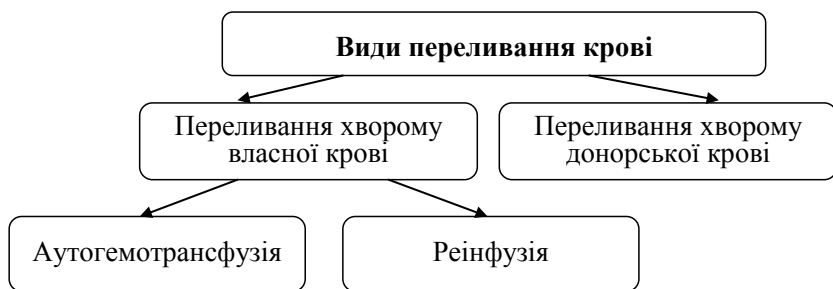 Види переливання крові
Переливання хворому
власної крові
Переливання хворому
донорської крові
Аутогемотрансфузія
Реінфузія